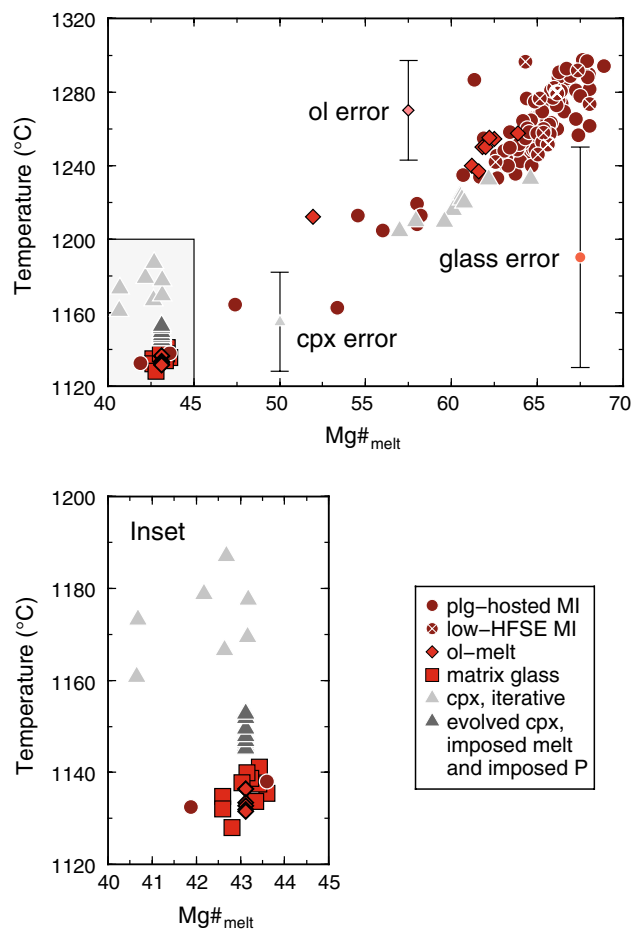 1320
1280
1240
1200
1160
1120
Temperature (°C)
ol error
glass error
cpx error
40 45 50 55 60 65 70
Mg#melt
Inset
1200
1180
1160
1140
1120
Temperature (°C)
40 41 42 43 44 45
Mg#melt
plg-hosted MI
low-HFSE MI
ol-melt
matrix glass
cpx, iterative
evolved cpx,
imposed melt
and imposed P